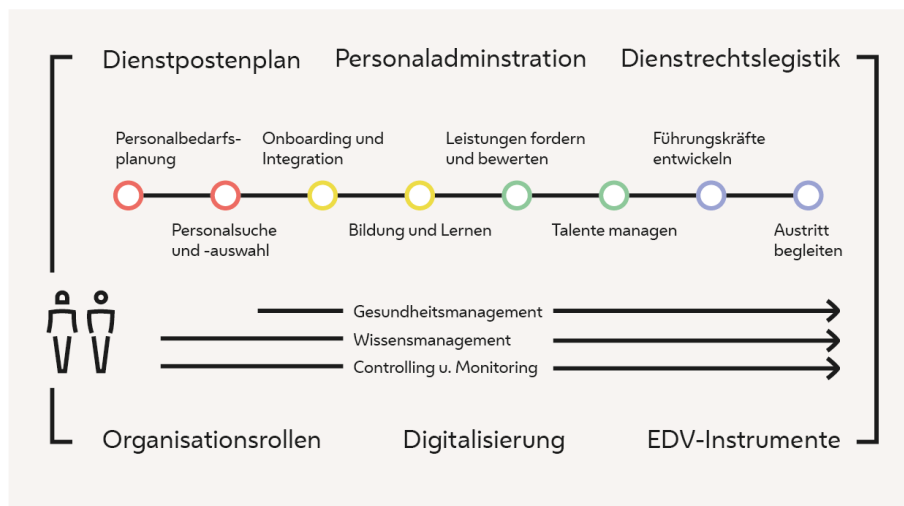 Dienstpostenplan
Personaladminstration
Dienstrechtslegistik
Personalbedarfs-
planung
Onboarding und
Integration
Leistungen fordern
und bewerten
Führungskräfte
entwickeln
Personalsuche
und -auswahl
Bildung und Lernen
Talente managen
Austritt
begleiten
Gesundheitsmanagement
Wissensmanagement
Controlling u. Monitoring
Organisationsrollen
Digitalisierung
EDV-Instrumente